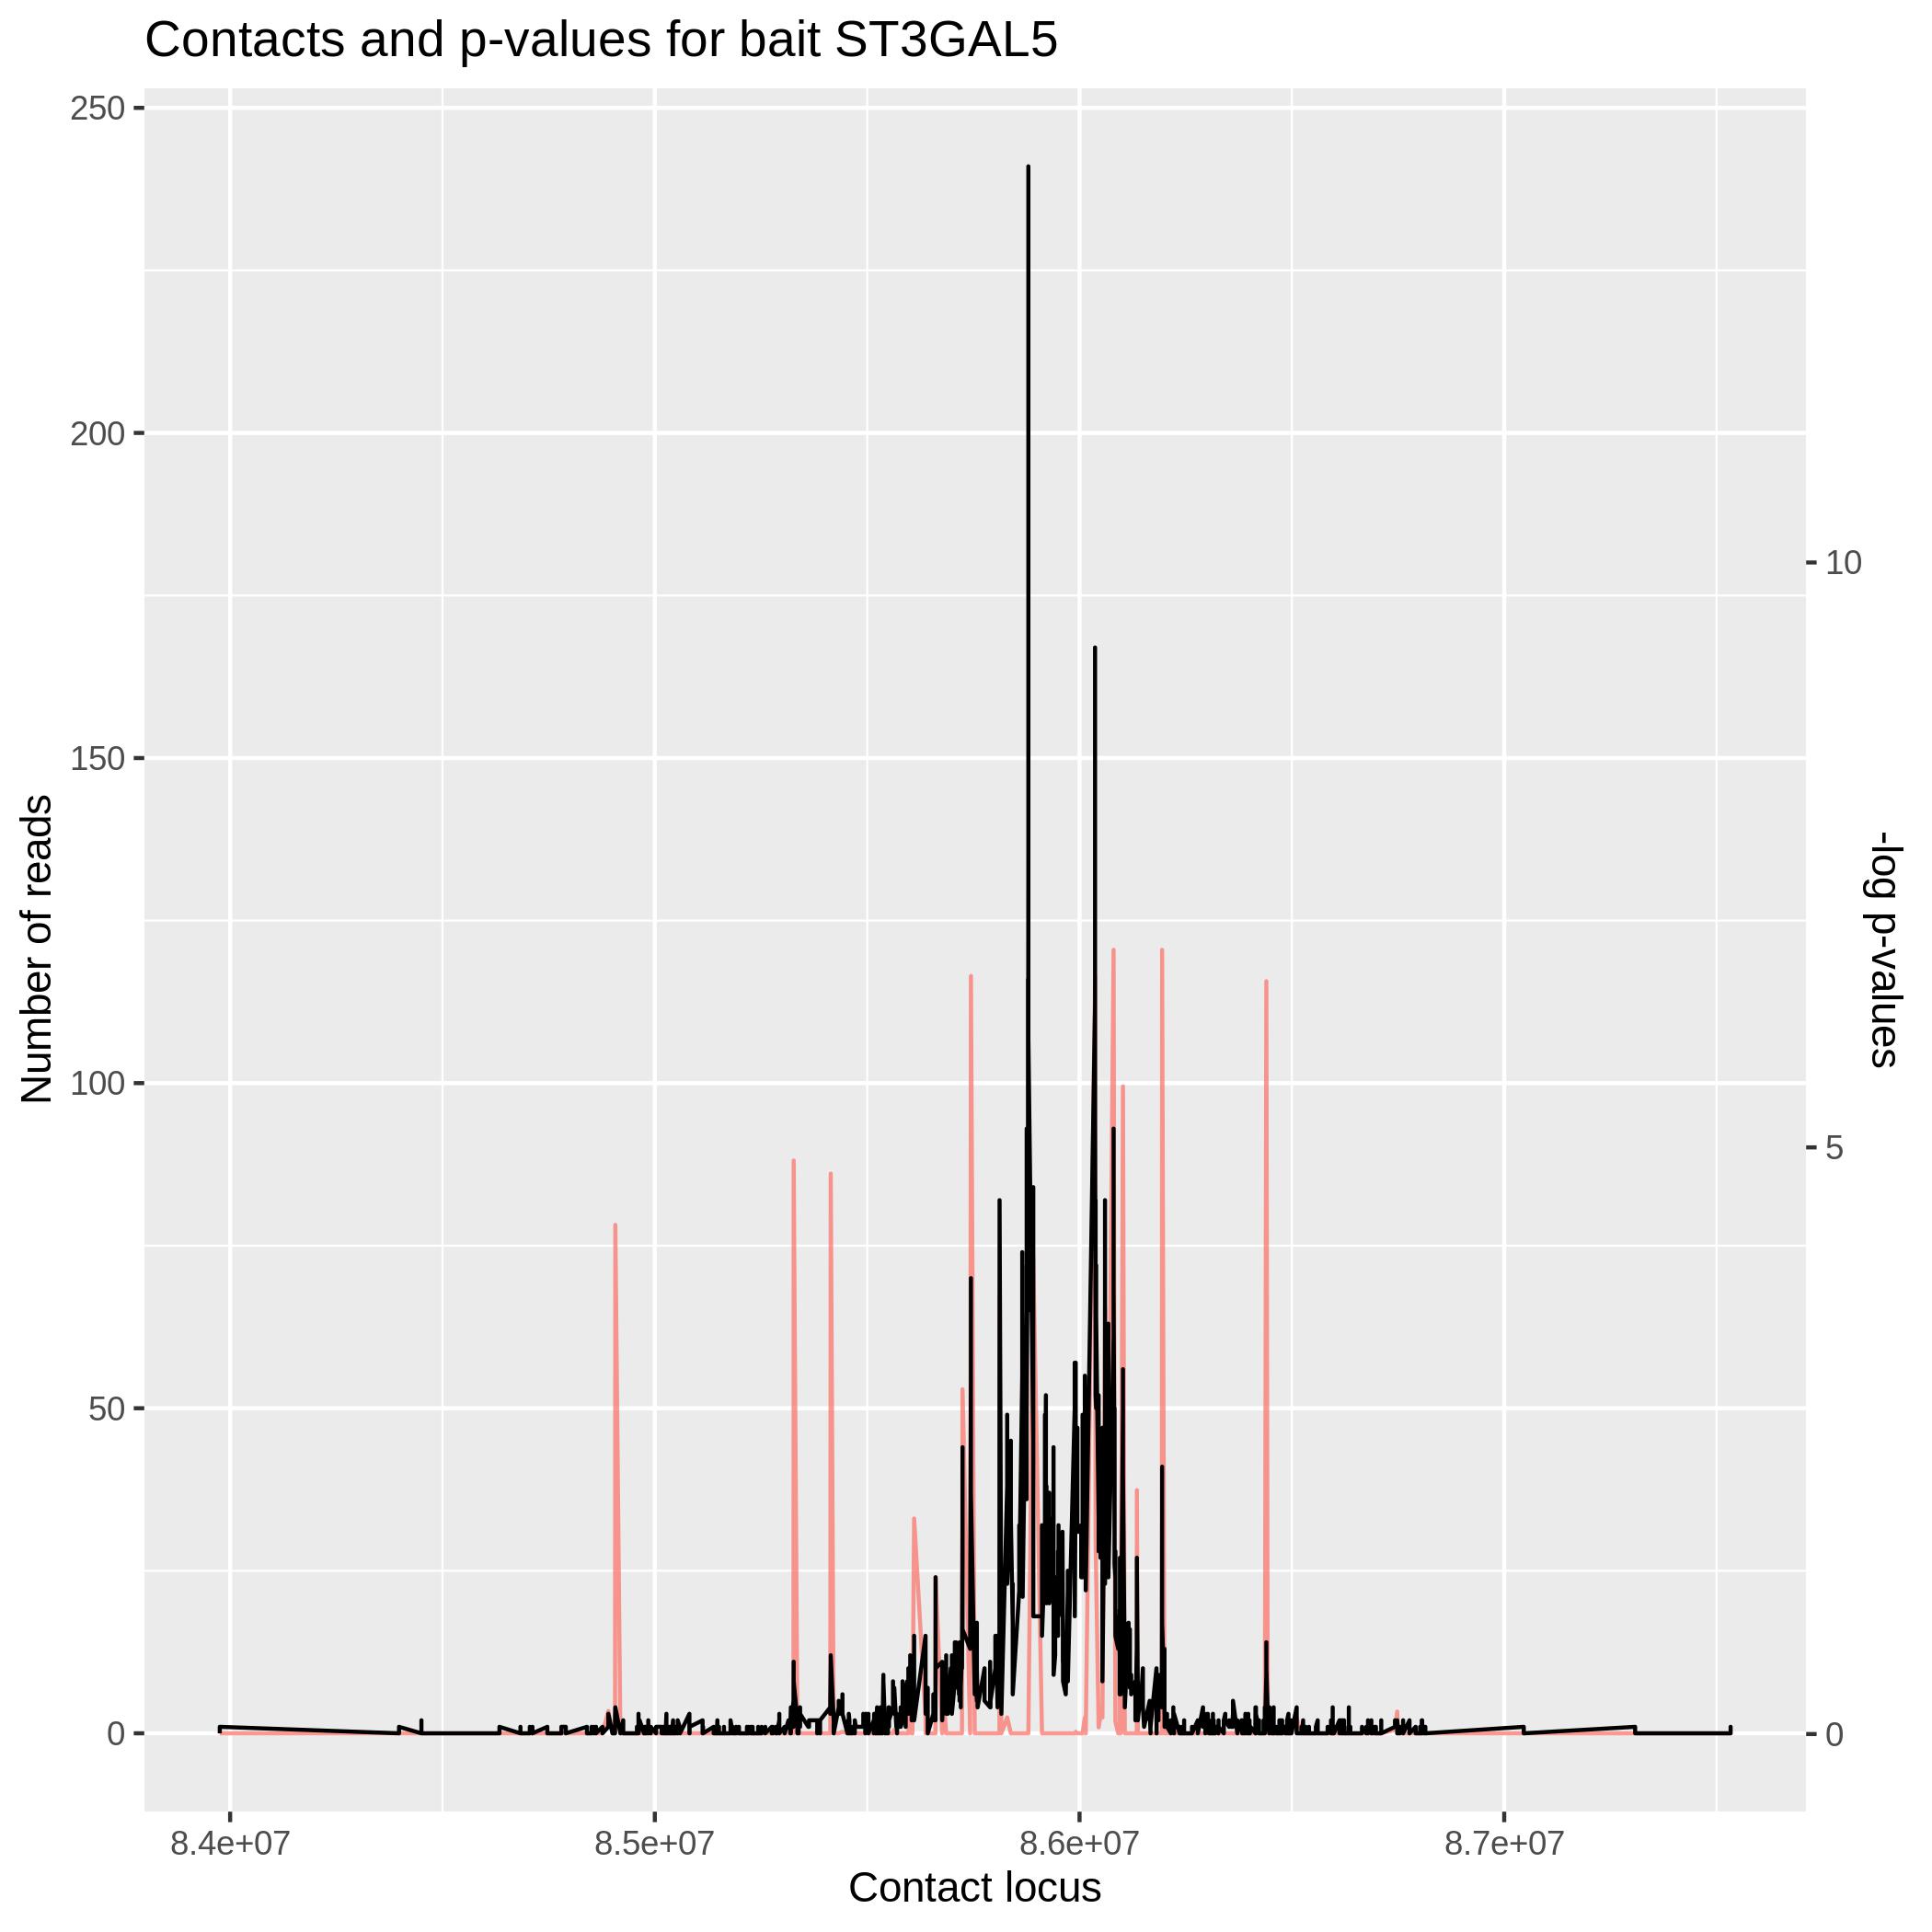 Contacts and p-values for bait ST3GAL5
250
200
150
100
50
0
Number of reads
10
5
0
-log p-values
8.4e+07
8.5e+07
8.6e+07
8.7e+07
Contact locus